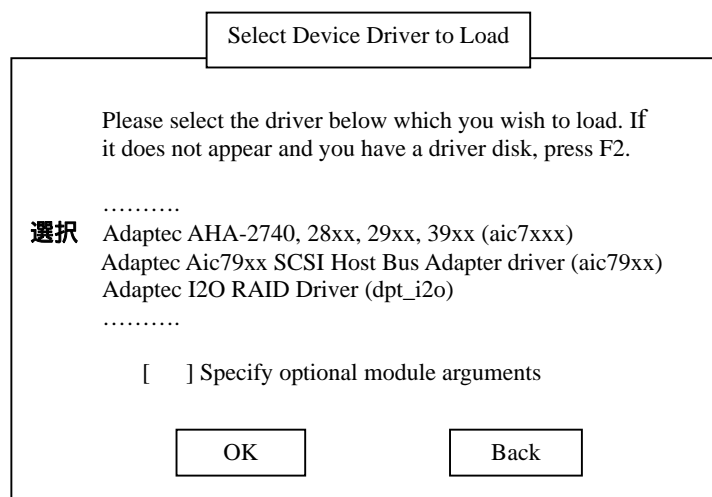 Select Device Driver to Load
Please select the driver below which you wish to load. If
it does not appear and you have a driver disk, press F2.
……….
選択 Adaptec AHA-2740, 28xx, 29xx, 39xx (aic7xxx)
Adaptec Aic79xx SCSI Host Bus Adapter driver (aic79xx)
Adaptec I2O RAID Driver (dpt_i2o)
……….
[ ] Specify optional module arguments
OK Back